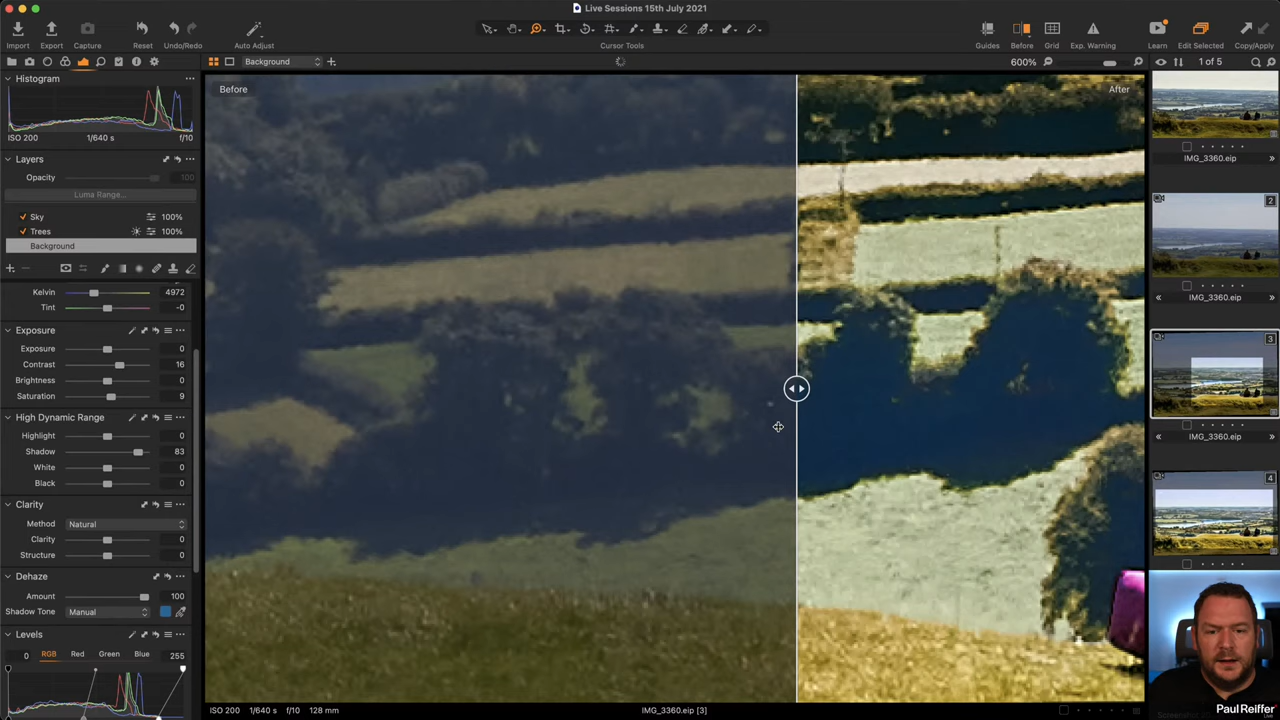 Live Sessions 15th July 2021
Import Export Capture Reset Undo/Redo Auto Adjust Cursor Tools Guides Before Grid Exp. Warning Learn Edit Selected Copy/Apply
Background 600% 1 of 5
Histogram
ISO 200 1/640 s f/10
Layers
Opacity 100
Luma Range...
Sky 100%
Trees 100%
Background
Kelvin 4972
Tint -0
Exposure
Exposure 0
Contrast 16
Brightness 0
Saturation 9
High Dynamic Range
Highlight 0
Shadow 83
White 0
Black 0
Clarity
Method Natural
Clarity 0
Structure 0
Dehaze
Amount 100
Shadow Tone Manual
Levels
0 RGB Red Green Blue 255
Before
After
ISO 200 1/640 s f/10 128 mm
IMG_3360.eip [3]
IMG_3360.eip
2
IMG_3360.eip
3
IMG_3360.eip
4
Paul Reiffer
Live